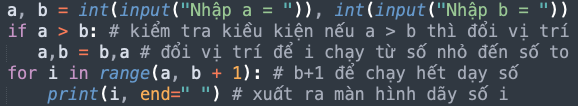 a, b = int(input("Nhập a = ")), int(input("Nhập b = "))
if a > b: # kiểm tra kiều kiện nếu a > b thì đổi vị trí
    a,b = b,a # đổi vị trí để i chạy từ số nhỏ đến số to
for i in range(a, b + 1): # b+1 để chạy hết dạy số
    print(i, end=" ") # xuất ra màn hình dãy số i